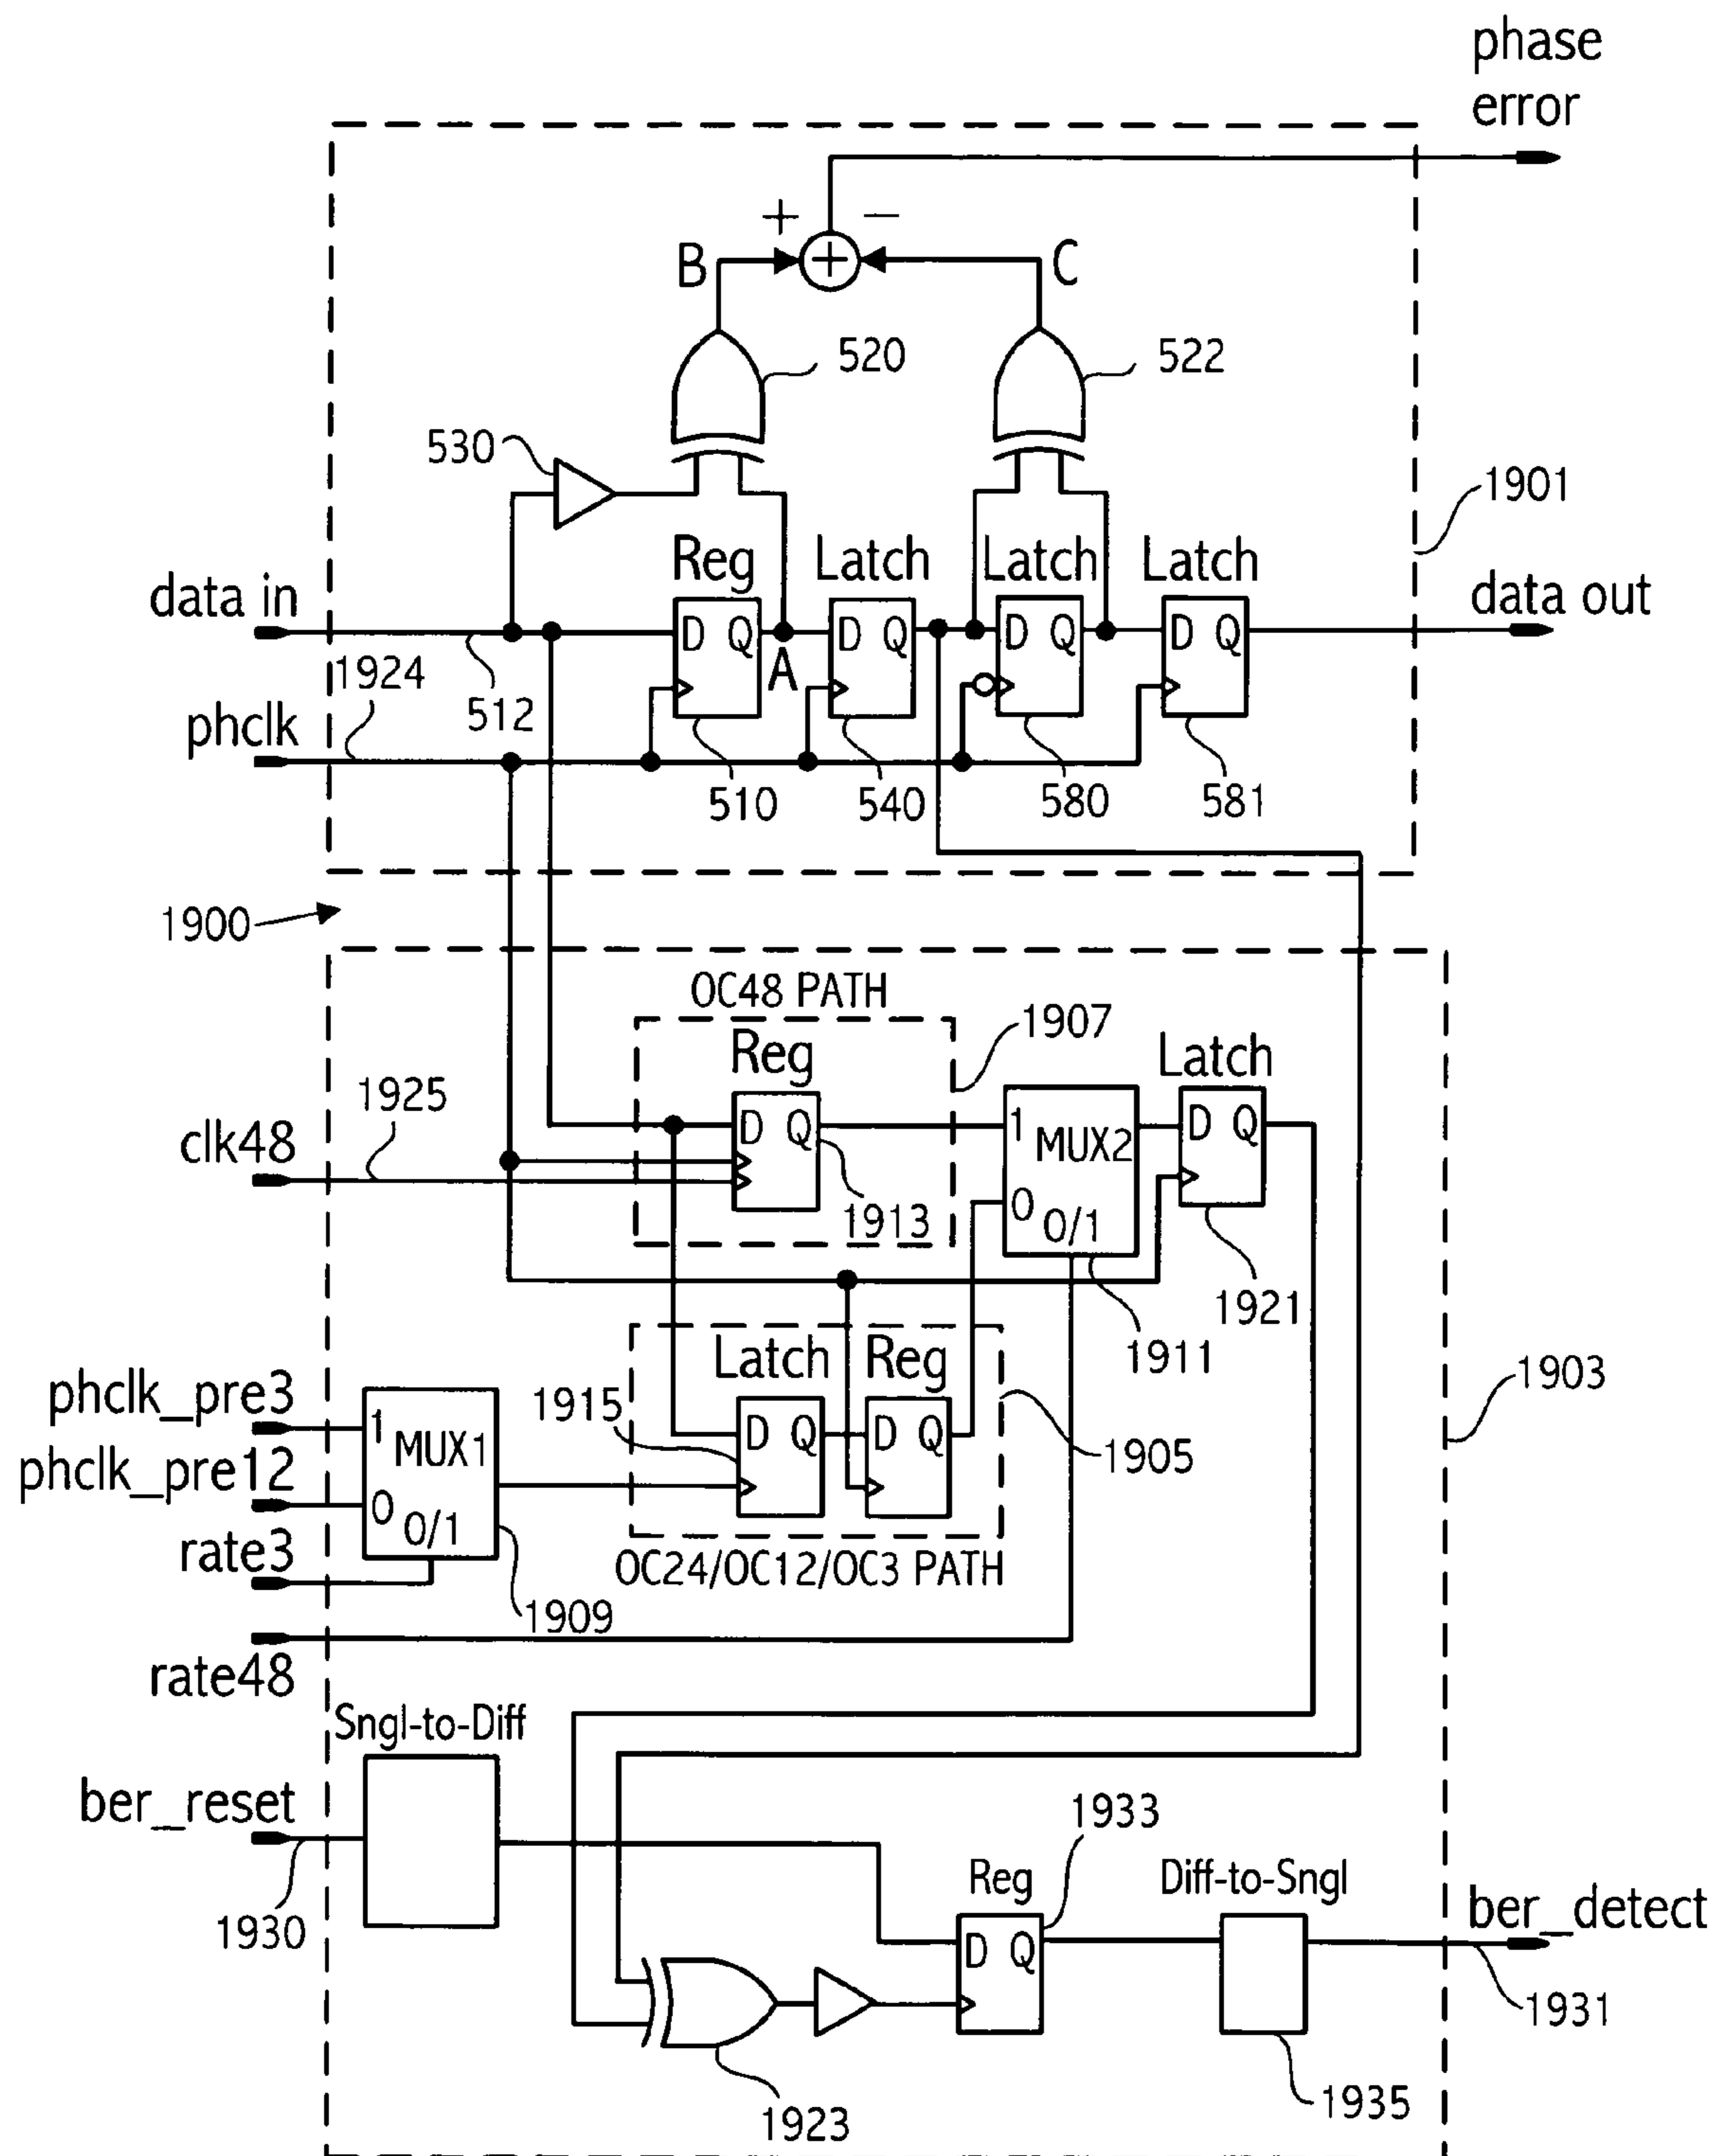 phase
error
+
−
B
+
C
520
522
530
1901
Reg
Latch
Latch
Latch
data in
D Q
D Q
D Q
D Q
data out
A
1924
512
phclk
510
540
580
581
1900
OC48 PATH
1907
Reg
Latch
1925
clk48
D Q
1
MUX2
D Q
1913
0
0/1
1921
1911
Latch
Reg
1903
phclk_pre3
1915
1
MUX1
D Q
D Q
1905
phclk_pre12
0
0/1
rate3
OC24/OC12/OC3 PATH
1909
rate48
Sngl-to-Diff
ber_reset
1933
Reg
Diff-to-Sngl
1930
D Q
ber_detect
1931
1935
1923